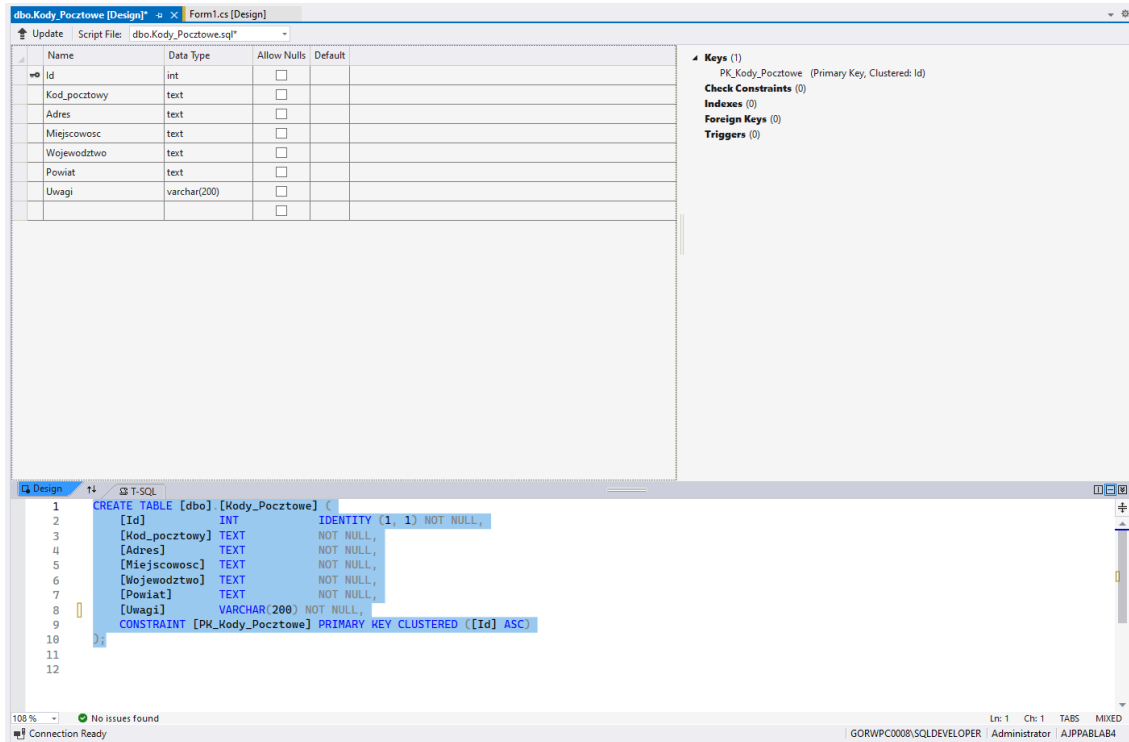 dbo.Kody_Pocztowe [Design]* Form1.cs [Design]
Update Script File: dbo.Kody_Pocztowe.sql*
Name Data Type Allow Nulls Default
Id int
Kod_pocztowy text
Adres text
Miejscowosc text
Wojewodztwo text
Powiat text
Uwagi varchar(200)
Keys (1)
PK_Kody_Pocztowe (Primary Key, Clustered: Id)
Check Constraints (0)
Indexes (0)
Foreign Keys (0)
Triggers (0)
Design T-SQL
1 CREATE TABLE [dbo].[Kody_Pocztowe] (
2 [Id] INT IDENTITY (1, 1) NOT NULL,
3 [Kod_pocztowy] TEXT NOT NULL,
4 [Adres] TEXT NOT NULL,
5 [Miejscowosc] TEXT NOT NULL,
6 [Wojewodztwo] TEXT NOT NULL,
7 [Powiat] TEXT NOT NULL,
8 [Uwagi] VARCHAR(200) NOT NULL,
9 CONSTRAINT [PK_Kody_Pocztowe] PRIMARY KEY CLUSTERED ([Id] ASC)
10 );
11
12
108 % No issues found Ln: 1 Ch: 1 TABS MIXED
Connection Ready GORWPC0008\SQLDEVELOPER Administrator AJPPABLAB4